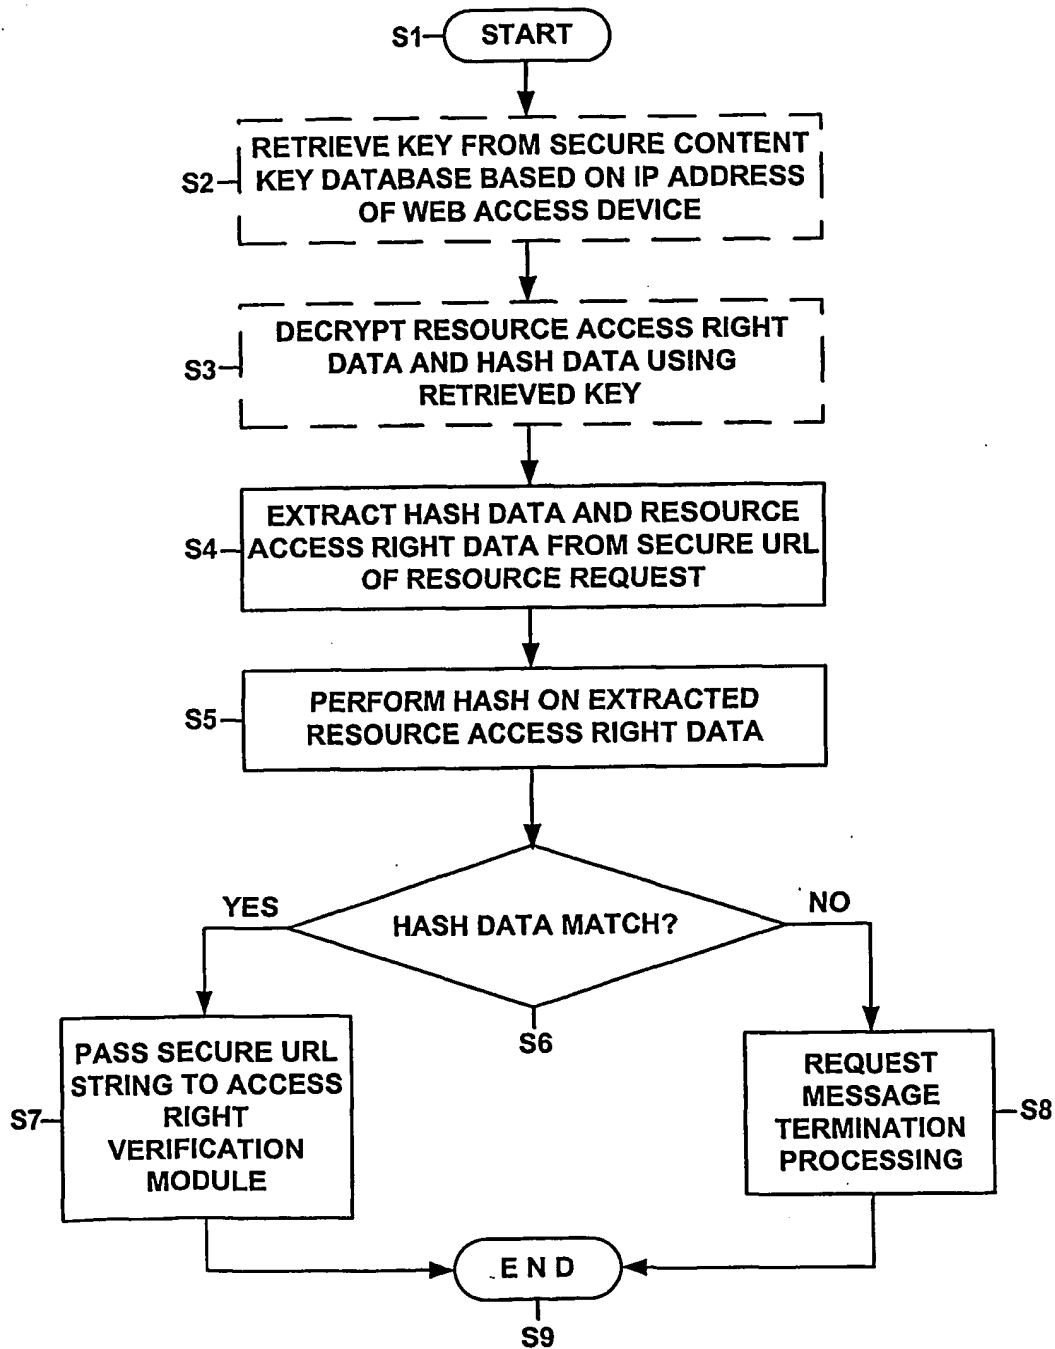 S1
START
RETRIEVE KEY FROM SECURE CONTENT
KEY DATABASE BASED ON IP ADDRESS
OF WEB ACCESS DEVICE
S2
DECRYPT RESOURCE ACCESS RIGHT
DATA AND HASH DATA USING
RETRIEVED KEY
S3
EXTRACT HASH DATA AND RESOURCE
ACCESS RIGHT DATA FROM SECURE URL
OF RESOURCE REQUEST
S4
PERFORM HASH ON EXTRACTED
RESOURCE ACCESS RIGHT DATA
S5
YES
HASH DATA MATCH?
NO
S6
PASS SECURE URL
STRING TO ACCESS
RIGHT
VERIFICATION
MODULE
S7
REQUEST
MESSAGE
TERMINATION
PROCESSING
S8
END
S9